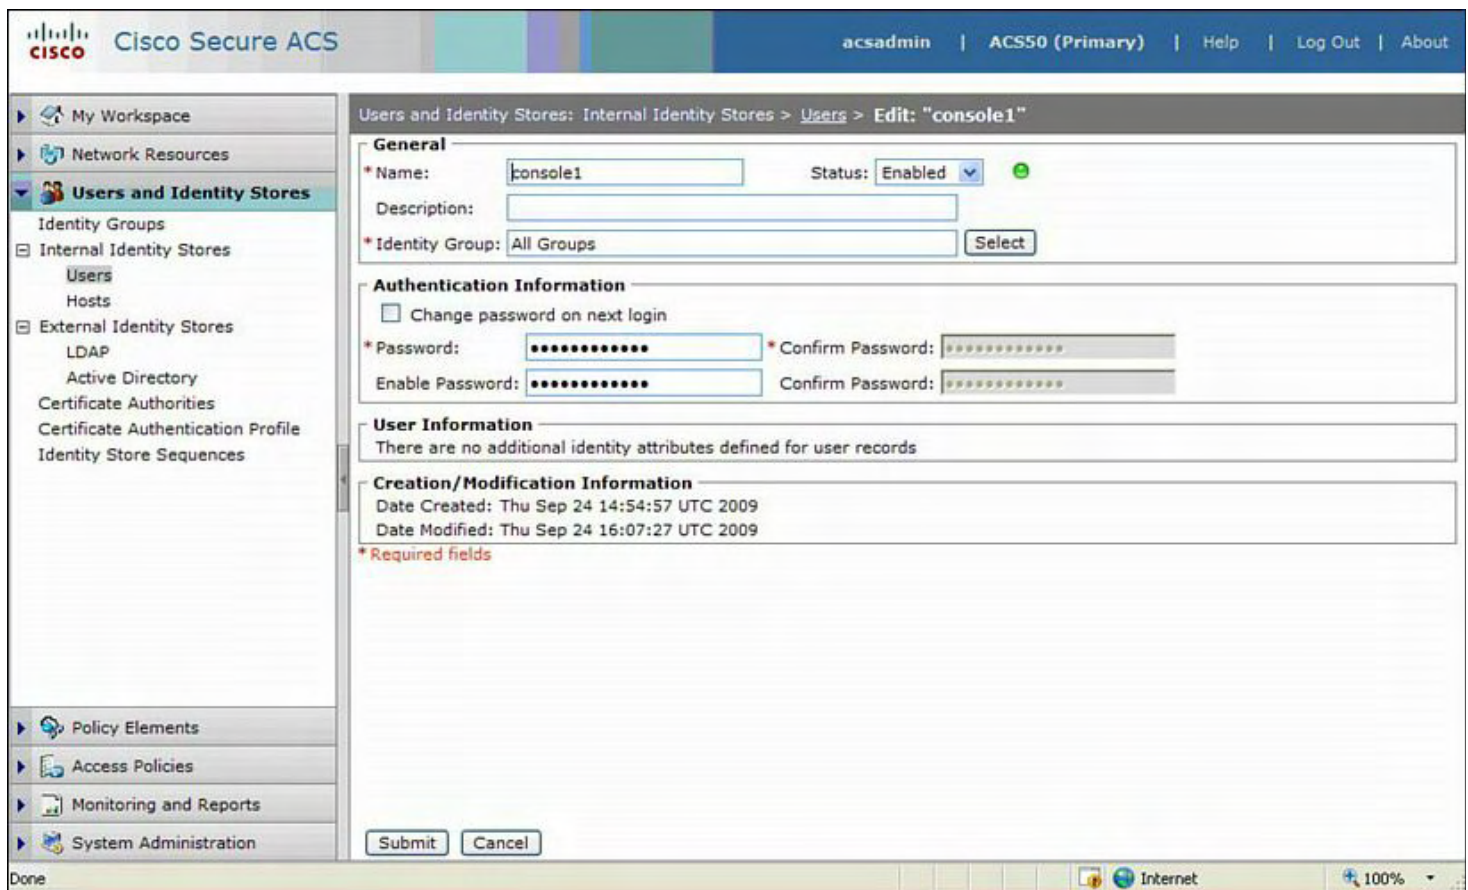 CISCO Cisco Secure ACS acsadmin | ACS50 (Primary) | Help | Log Out | About
My Workspace
Network Resources
Users and Identity Stores
Identity Groups
Internal Identity Stores
Users
Hosts
External Identity Stores
LDAP
Active Directory
Certificate Authorities
Certificate Authentication Profile
Identity Store Sequences
Policy Elements
Access Policies
Monitoring and Reports
System Administration
Users and Identity Stores: Internal Identity Stores > Users > Edit: "console1"
General
* Name: console1 Status: Enabled
Description:
* Identity Group: All Groups Select
Authentication Information
Change password on next login
* Password: •••••••••••• * Confirm Password: ••••••••••••
Enable Password: •••••••••••• Confirm Password: ••••••••••••
User Information
There are no additional identity attributes defined for user records
Creation/Modification Information
Date Created: Thu Sep 24 14:54:57 UTC 2009
Date Modified: Thu Sep 24 16:07:27 UTC 2009
* Required fields
Submit Cancel
Done Internet 100%